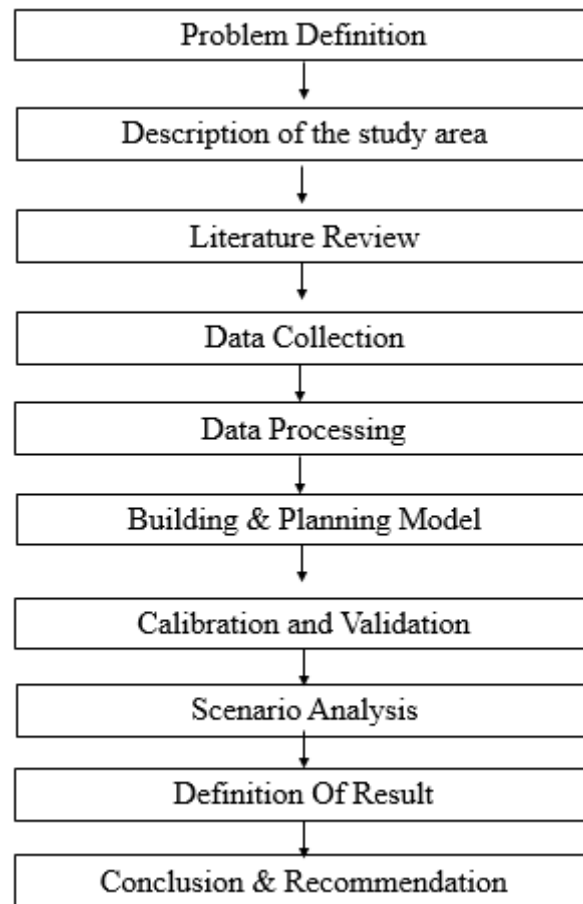 Problem Definition
Description of the study area
Literature Review
Data Collection
Data Processing
Building & Planning Model
Calibration and Validation
Scenario Analysis
Definition Of Result
Conclusion & Recommendation